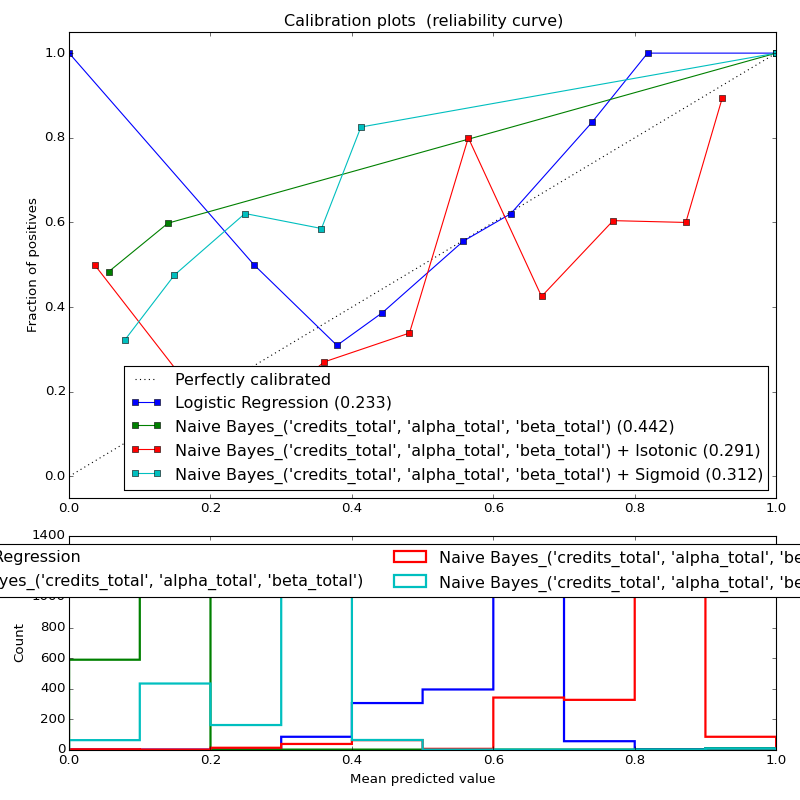 Calibration plots (reliability curve)
1.0
0.8
0.6
0.4
0.2
0.0
Fraction of positives
Perfectly calibrated
Logistic Regression (0.233)
Naive Bayes_('credits_total', 'alpha_total', 'beta_total') (0.442)
Naive Bayes_('credits_total', 'alpha_total', 'beta_total') + Isotonic (0.291)
Naive Bayes_('credits_total', 'alpha_total', 'beta_total') + Sigmoid (0.312)
0.0 0.2 0.4 0.6 0.8 1.0
1400
Regression
Naive Bayes_('credits_total', 'alpha_total', 'be
yes_('credits_total', 'alpha_total', 'beta_total')
Naive Bayes_('credits_total', 'alpha_total', 'be
1000
800
600
400
200
0
Count
0.0 0.2 0.4 0.6 0.8 1.0
Mean predicted value